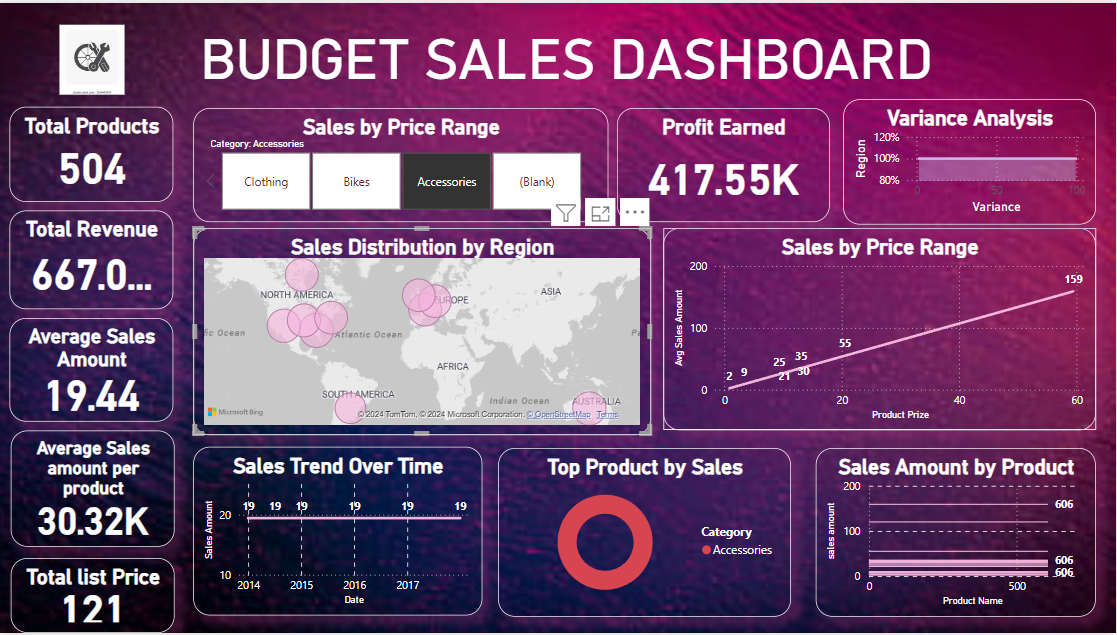 BUDGET SALES DASHBOARD
Total Products
504
Total Revenue
667.0...
Average Sales
Amount
19.44
Average Sales
amount per
product
30.32K
Total list Price
121
Sales by Price Range
Category: Accessories
Clothing
Bikes
Accessories
(Blank)
Profit Earned
417.55K
Variance Analysis
Region
120%
100%
80%
0
50
100
Variance
Sales Distribution by Region
NORTH AMERICA
EUROPE
ASIA
Atlantic Ocean
AFRICA
SOUTH AMERICA
Indian Ocean
AUSTRALIA
Microsoft Bing
© 2024 TomTom, © 2024 Microsoft Corporation, © OpenStreetMap Terms
Sales by Price Range
Avg Sales Amount
200
100
0
2
9
25
21
35
30
55
159
0
20
40
60
Product Prize
Sales Trend Over Time
Sales Amount
20
10
19
19
19
19
19
19
2014
2015
2016
2017
Date
Top Product by Sales
Category
Accessories
Sales Amount by Product
sales amount
200
100
0
606
606
606
0
500
Product Name